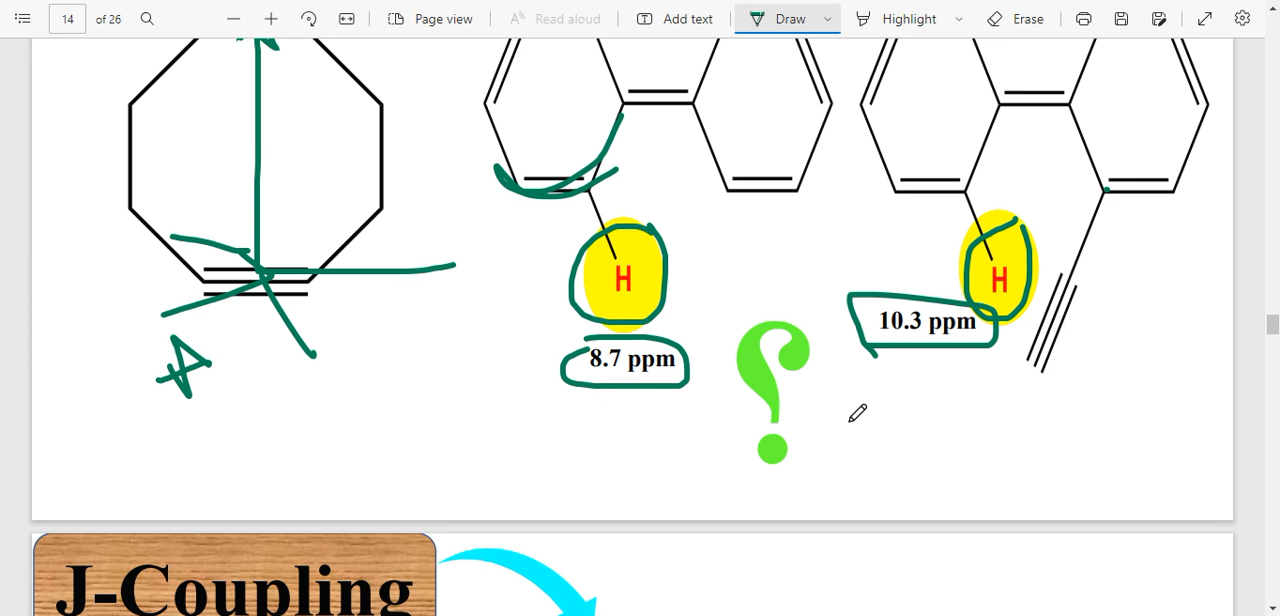 14 of 26 Page view Read aloud Add text Draw Highlight Erase
H
H
10.3 ppm
8.7 ppm
?
A
J-Coupling